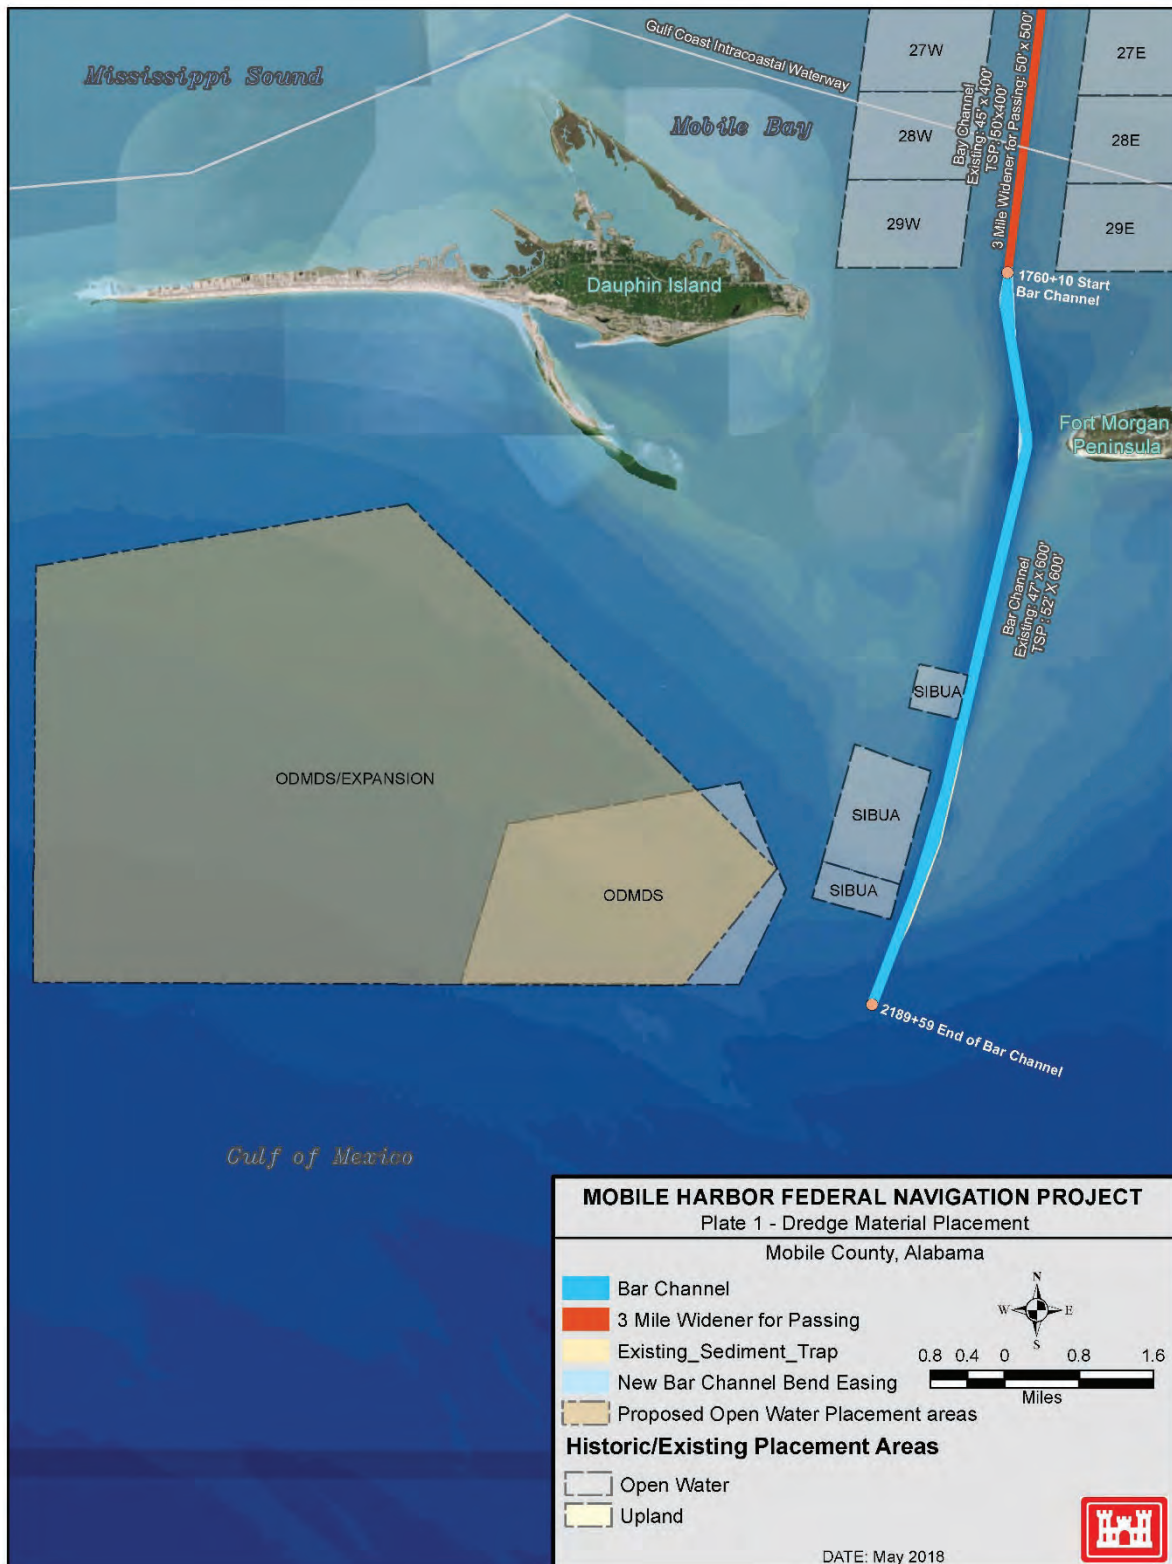 Mississippi Sound
Gulf Coast Intracoastal Waterway
Mobile Bay
27W
28W
29W
Bay Channel
Existing: 45' x 400'
TSP: 50'x400'
3 Mile Widener for Passing: 50' x 500'
27E
28E
29E
Dauphin Island
1760+10 Start
Bar Channel
Fort Morgan
Peninsula
Bar Channel
Existing: 47' X 600'
TSP: 52' X 600'
SIBUA
ODMDS/EXPANSION
SIBUA
SIBUA
ODMDS
2189+59 End of Bar Channel
Gulf of Mexico
MOBILE HARBOR FEDERAL NAVIGATION PROJECT
Plate 1 - Dredge Material Placement
Mobile County, Alabama
Bar Channel
3 Mile Widener for Passing
Existing_Sediment_Trap
New Bar Channel Bend Easing
Proposed Open Water Placement areas
N
W E
S
0.8 0.4 0 0.8 1.6
Miles
Historic/Existing Placement Areas
Open Water
Upland
DATE: May 2018